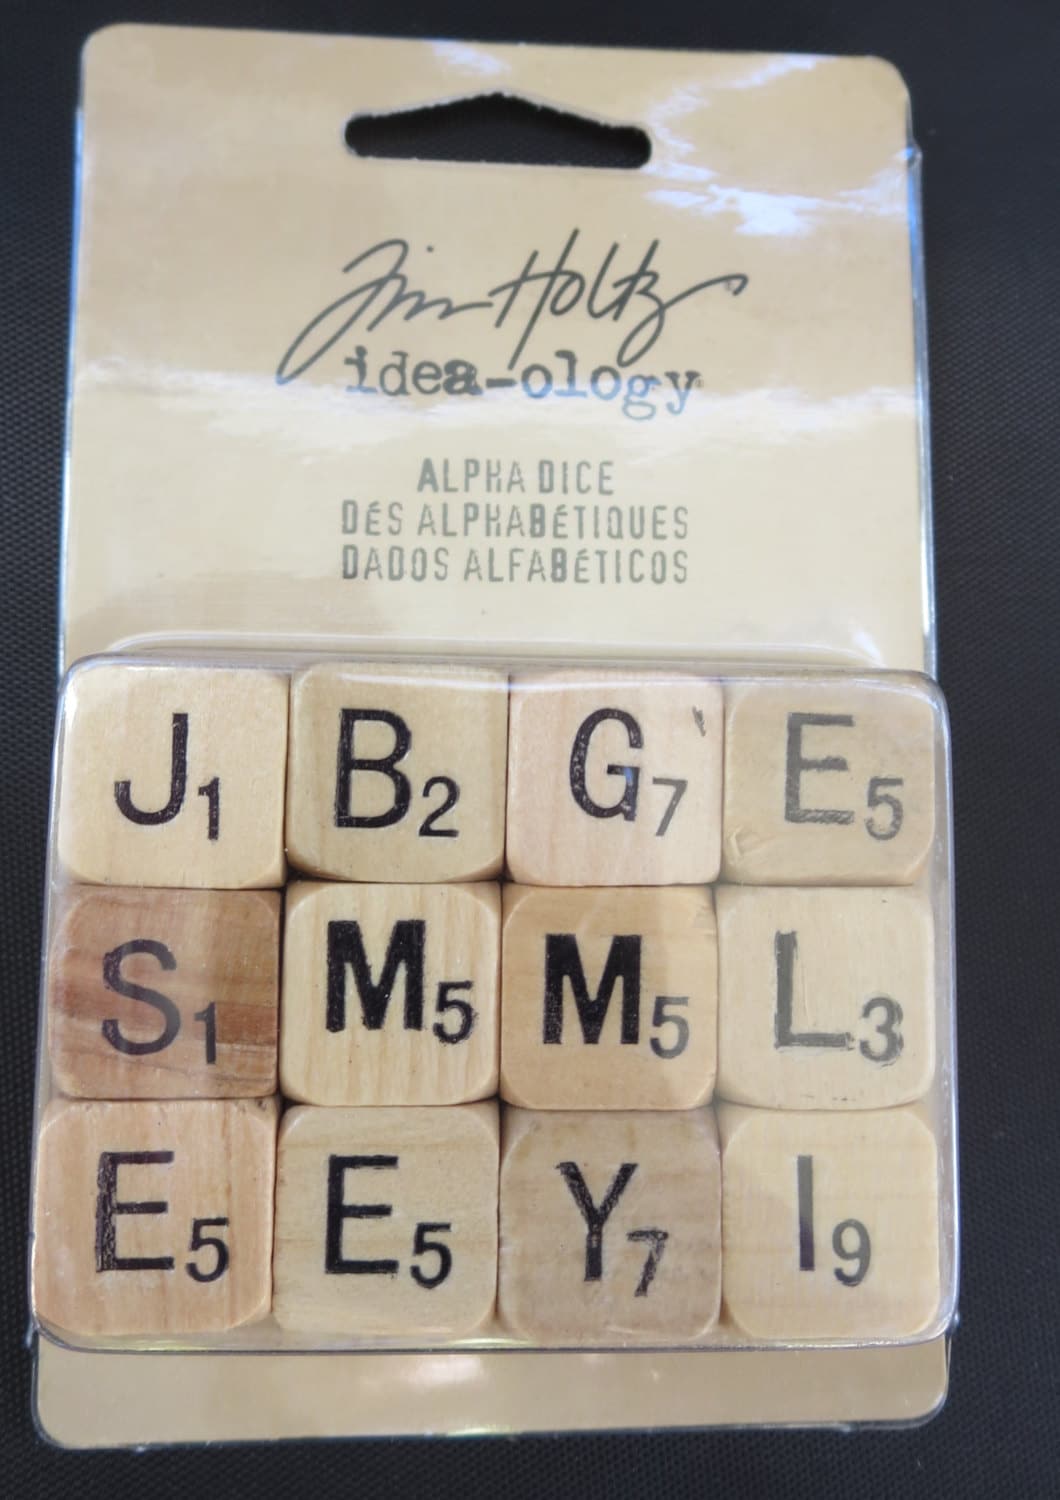 Tim Holtz
idea-ology
ALPHA DICE
DÉS ALPHABÉTIQUES
DADOS ALFABÉTICOS
J1 B2 G7 E5
S1 M5 M5 L3
E5 E5 Y7 I9